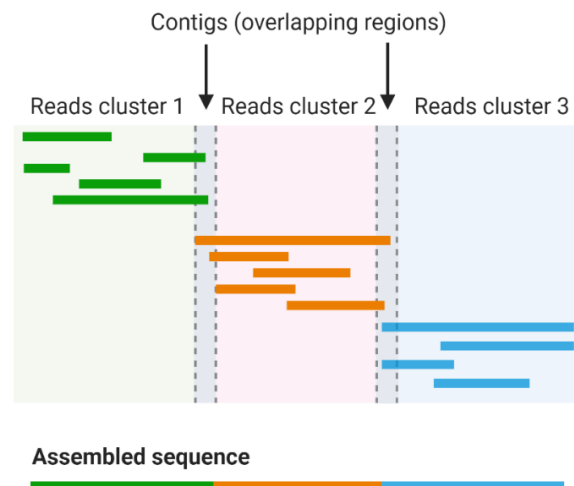 Contigs (overlapping regions)
Reads cluster 1 Reads cluster 2 Reads cluster 3
Assembled sequence